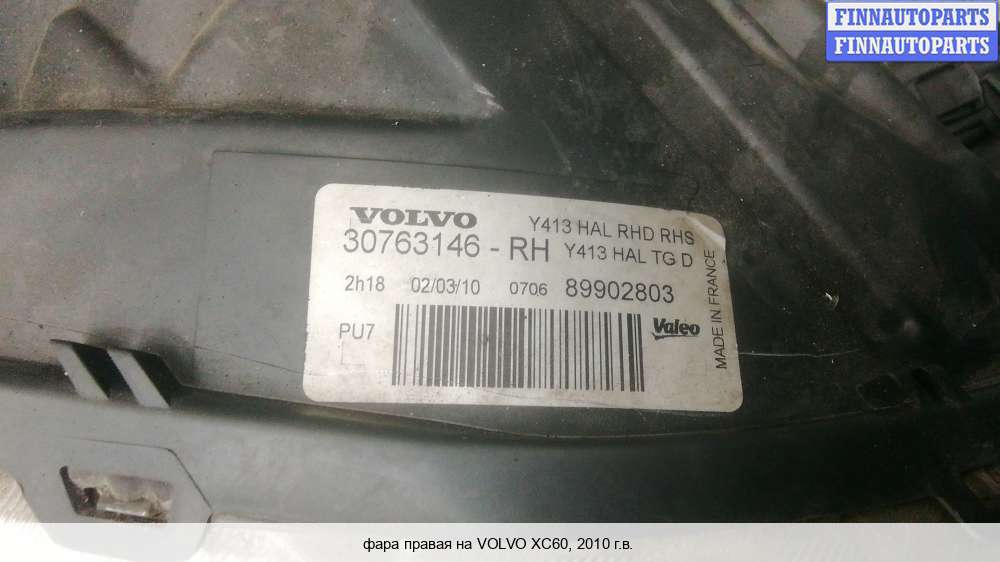 FINNAUTOPARTS
FINNAUTOPARTS
VOLVO Y413 HAL RHD RHS
30763146 - RH Y413 HAL TG D
2h18 02/03/10 0706 89902803
PU7 Valeo
MADE IN FRANCE
фара правая на VOLVO XC60, 2010 г.в.